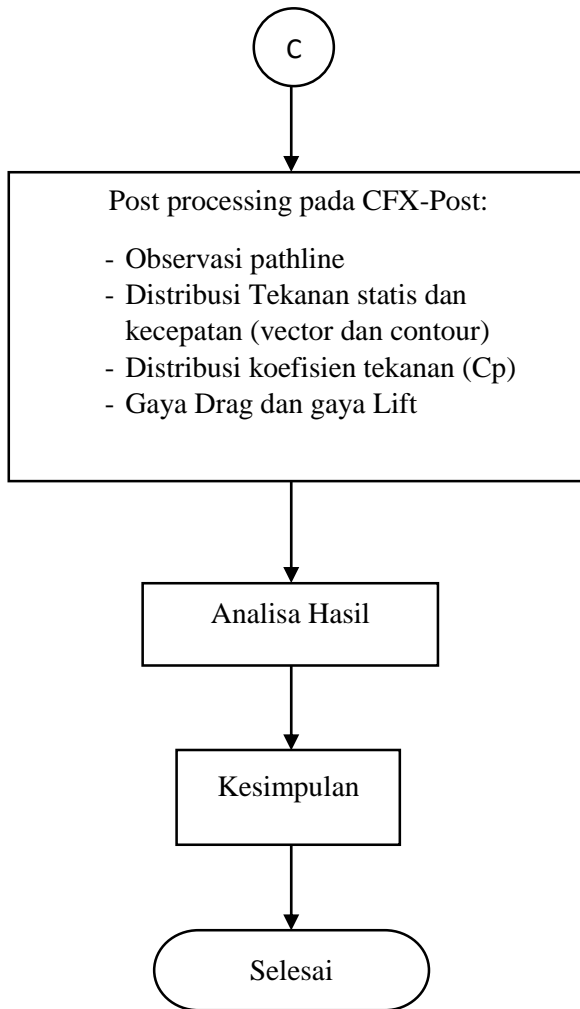 C
Post processing pada CFX-Post:
- Observasi pathline
- Distribusi Tekanan statis dan
kecepatan (vector dan contour)
- Distribusi koefisien tekanan (Cp)
- Gaya Drag dan gaya Lift
Analisa Hasil
Kesimpulan
Selesai